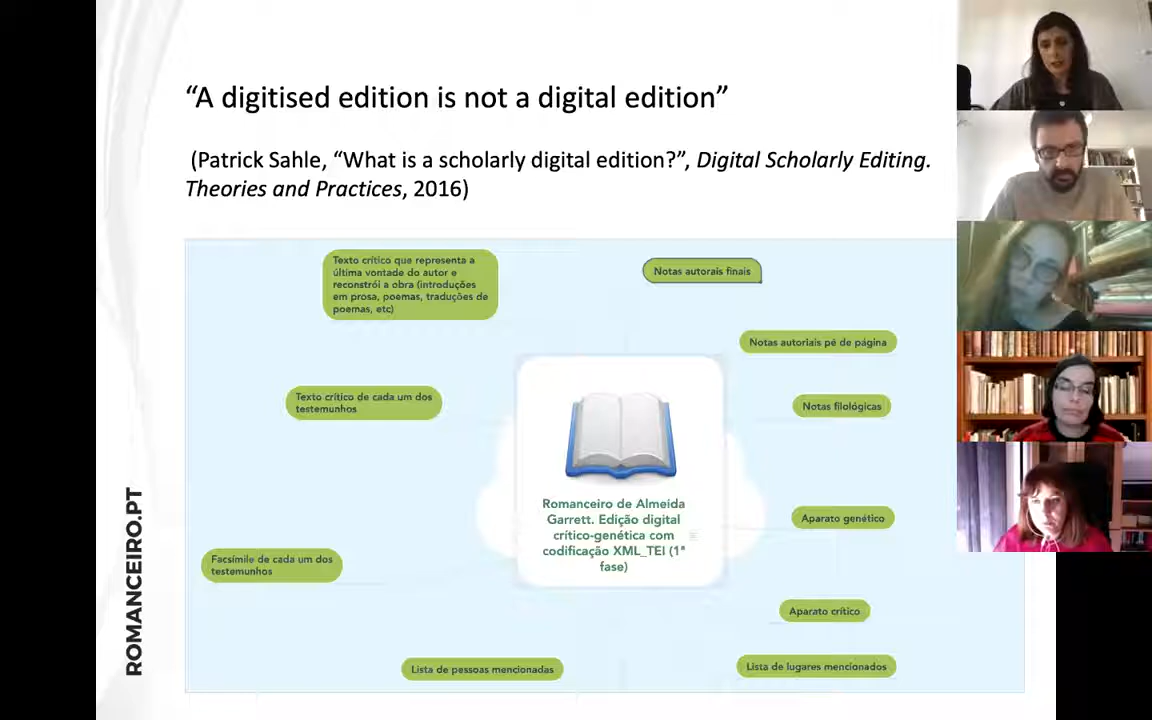 “A digitised edition is not a digital edition”
(Patrick Sahle, “What is a scholarly digital edition?”, Digital Scholarly Editing.
Theories and Practices, 2016)
Texto crítico que representa a
última vontade do autor e
reconstrói a obra (introduções
em prosa, poemas, traduções de
poemas, etc)
Notas autorais finais
Notas autoriais pé de página
Texto crítico de cada um dos
testemunhos
Notas filológicas
Romanceiro de Almeida
Garrett. Edição digital
crítico-genética com
codificação XML_TEI (1ª
fase)
Aparato genético
Facsímile de cada um dos
testemunhos
Aparato crítico
Lista de pessoas mencionadas
Lista de lugares mencionados
ROMANCEIRO.PT